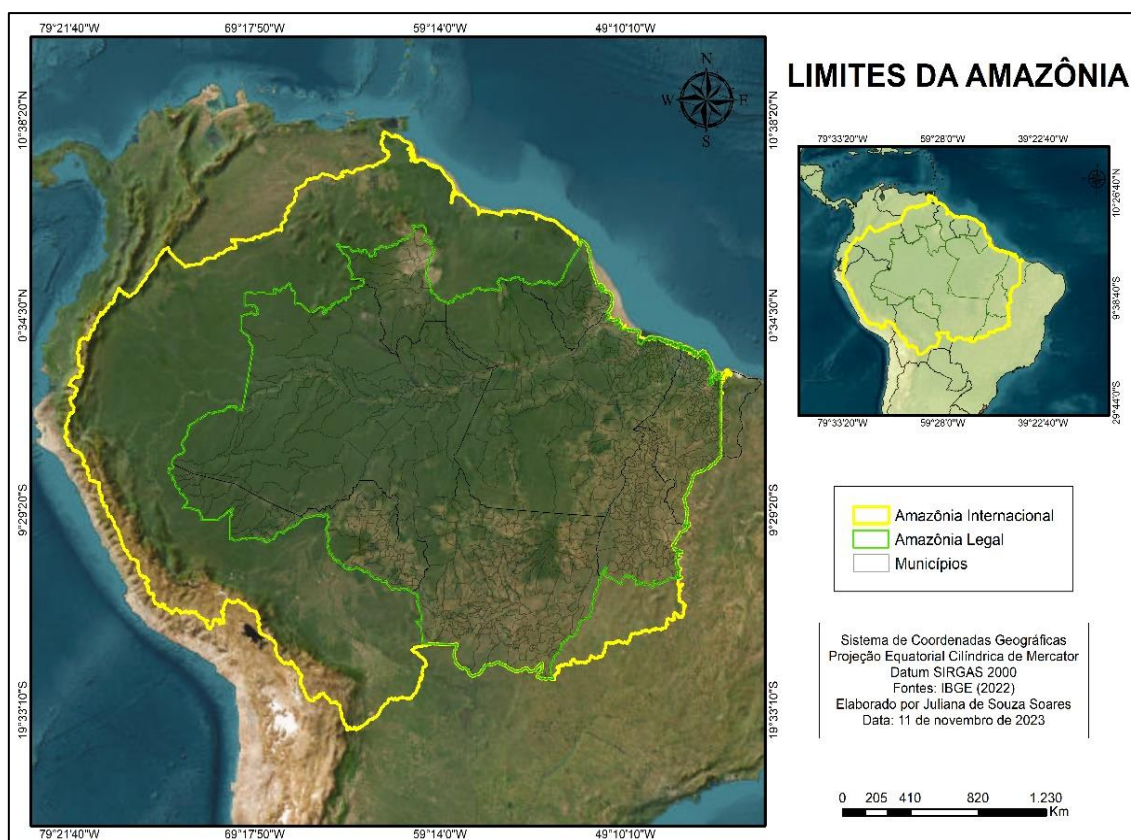 79°21'40"W 69°17'50"W 59°14'0"W 49°10'10"W
10°38'20"N
0°34'30"N
9°29'20"S
19°33'10"S
N
W E
S
10°38'20"N
0°34'30"N
9°29'20"S
19°33'10"S
79°21'40"W 69°17'50"W 59°14'0"W 49°10'10"W
LIMITES DA AMAZÔNIA
79°33'20"W 59°28'0"W 39°22'40"W
10°26'40"N
9°38'40"S
29°44'0"S
79°33'20"W 59°28'0"W 39°22'40"W
Amazônia Internacional
Amazônia Legal
Municípios
Sistema de Coordenadas Geográficas
Projeção Equatorial Cilíndrica de Mercator
Datum SIRGAS 2000
Fontes: IBGE (2022)
Elaborado por Juliana de Souza Soares
Data: 11 de novembro de 2023
0 205 410 820 1.230
Km